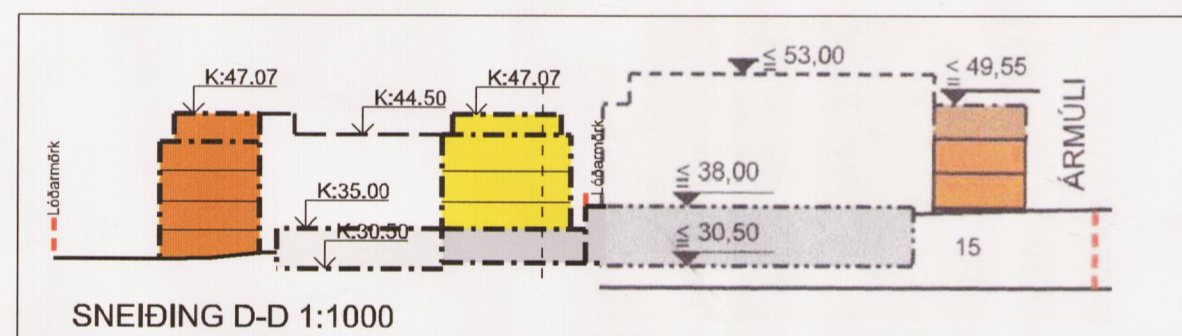 K:47.07
K:44.50
K:47.07
≤ 53,00
≤ 49,55
Lóðarmörk
Lóðarmörk
ÁRMÚLI
K:35.00
≤ 38,00
K:30.50
≤ 30,50
15
SNEIÐING D-D 1:1000